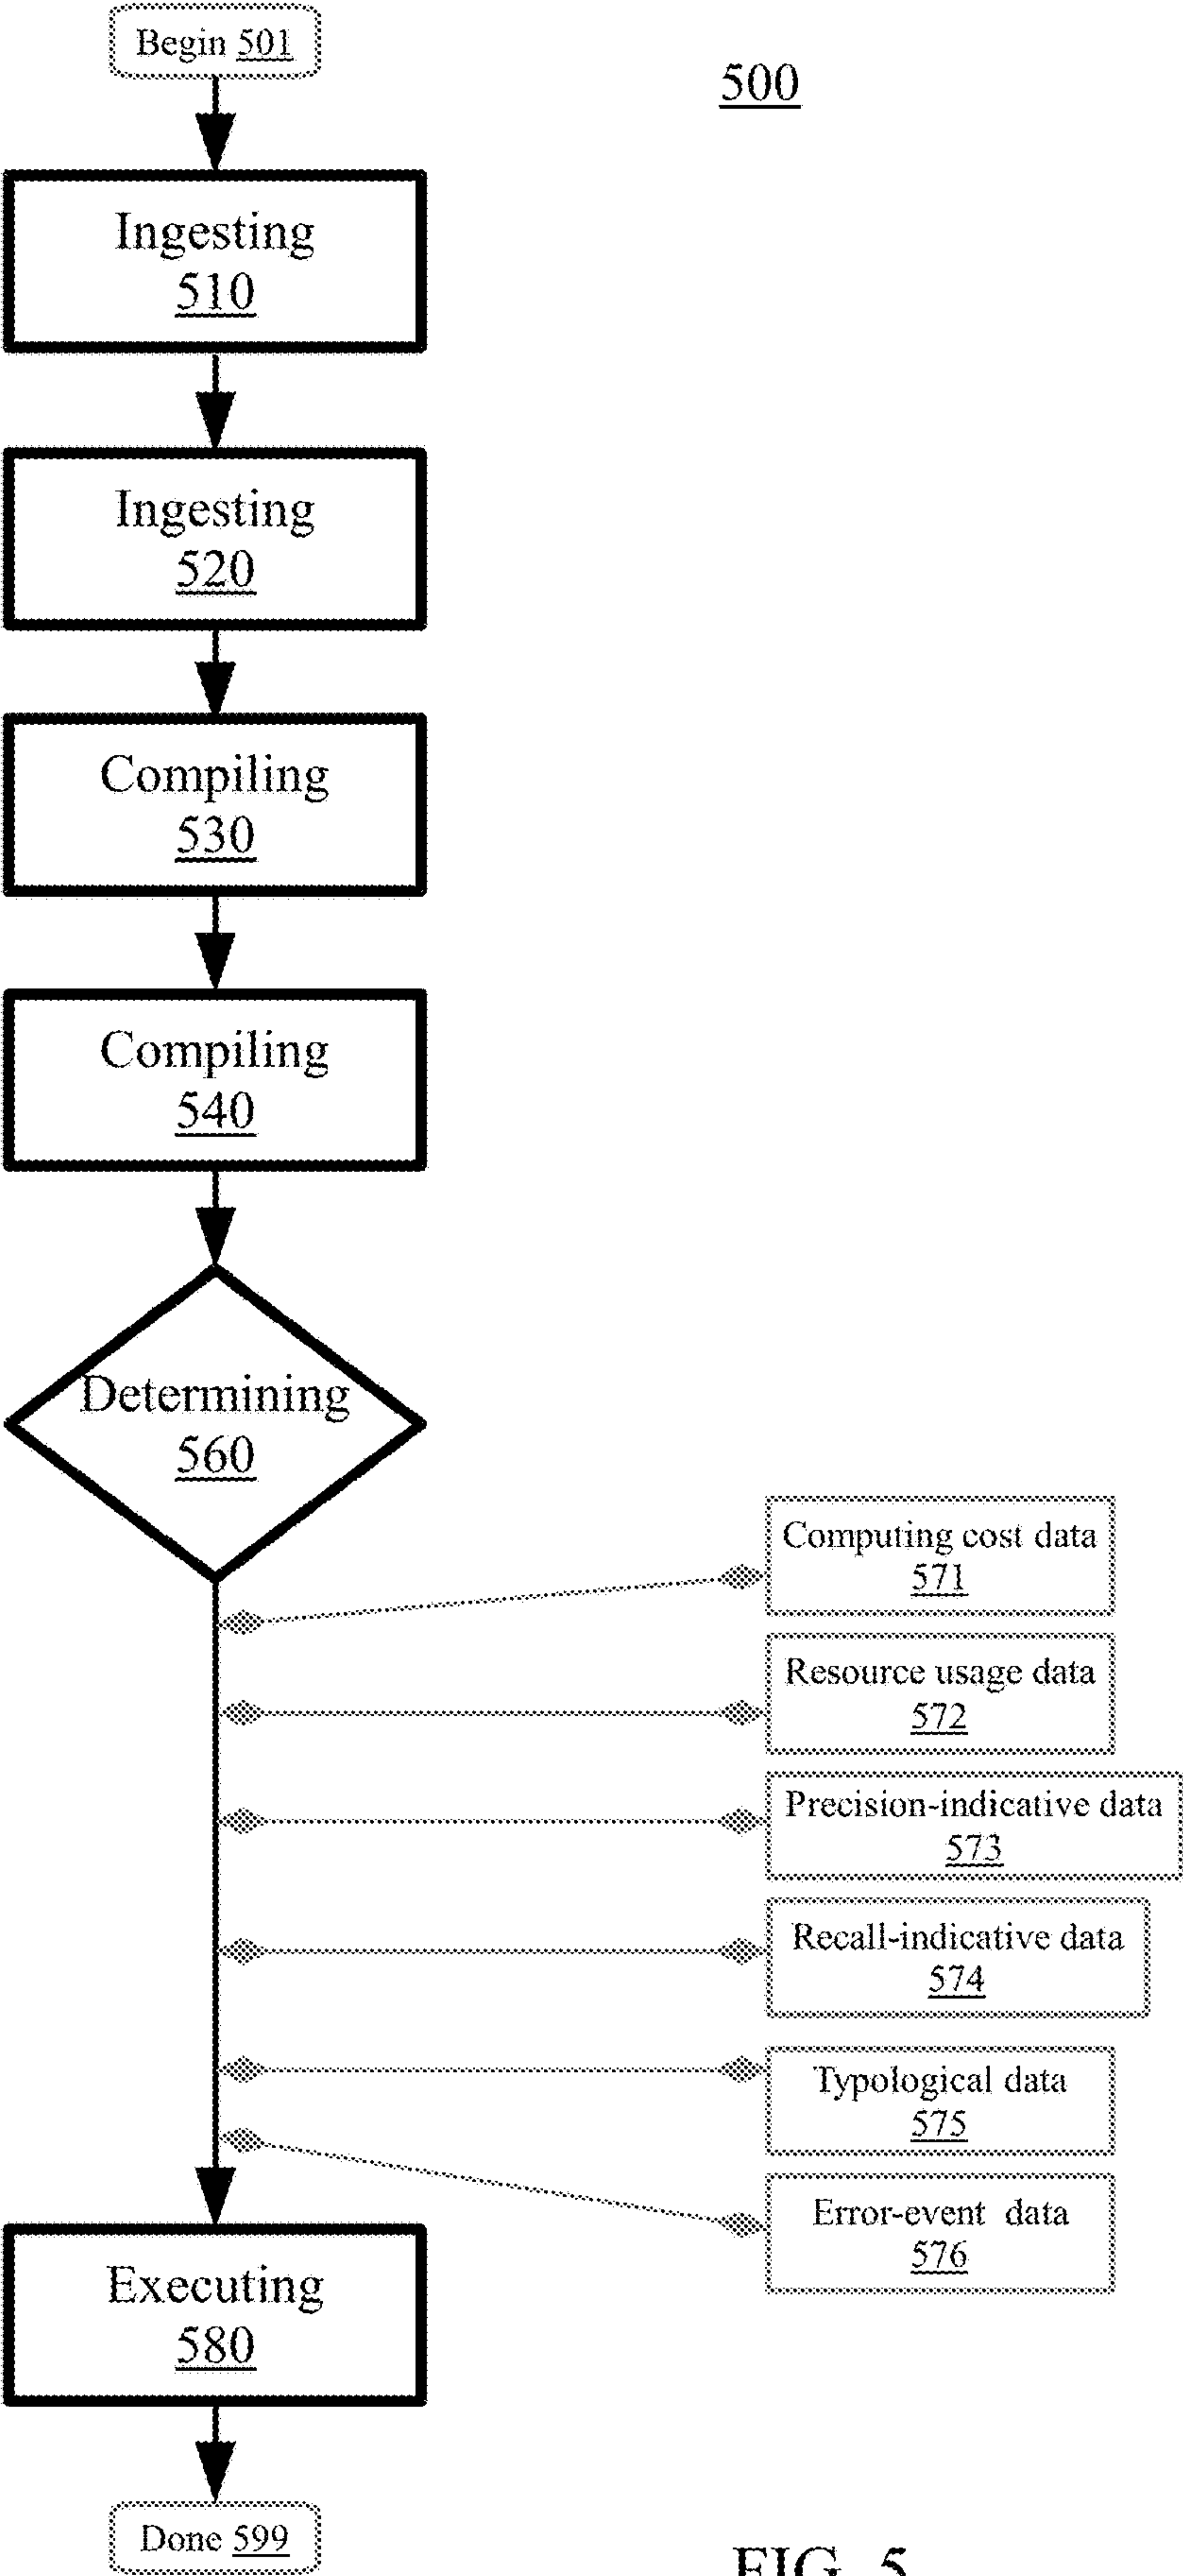 Begin 501
500
Ingesting
510
Ingesting
520
Compiling
530
Compiling
540
Determining
560
Computing cost data
571
Resource usage data
572
Precision-indicative data
573
Recall-indicative data
574
Typological data
575
Error-event data
576
Executing
580
Done 599
FIG. 5